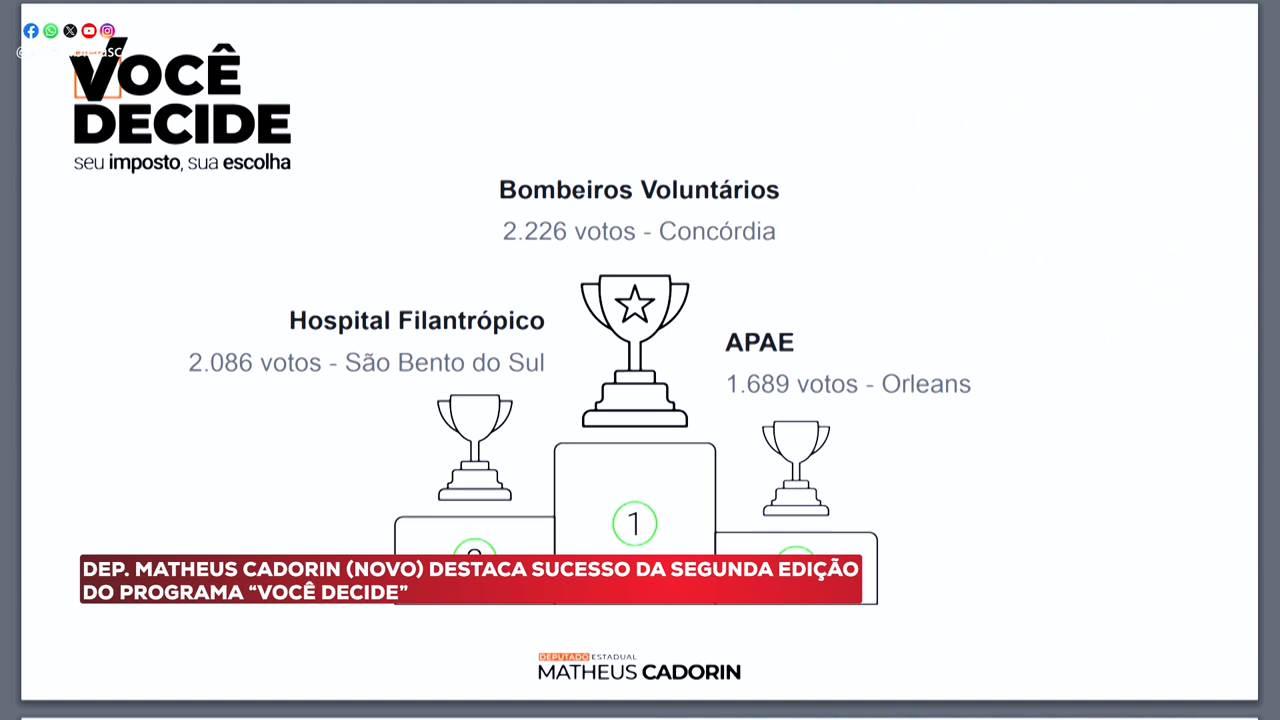 VOCÊ
DECIDE
seu imposto, sua escolha
Bombeiros Voluntários
2.226 votos - Concórdia
Hospital Filantrópico
2.086 votos - São Bento do Sul
APAE
1.689 votos - Orleans
1
DEP. MATHEUS CADORIN (NOVO) DESTACA SUCESSO DA SEGUNDA EDIÇÃO
DO PROGRAMA “VOCÊ DECIDE”
DEPUTADO ESTADUAL
MATHEUS CADORIN